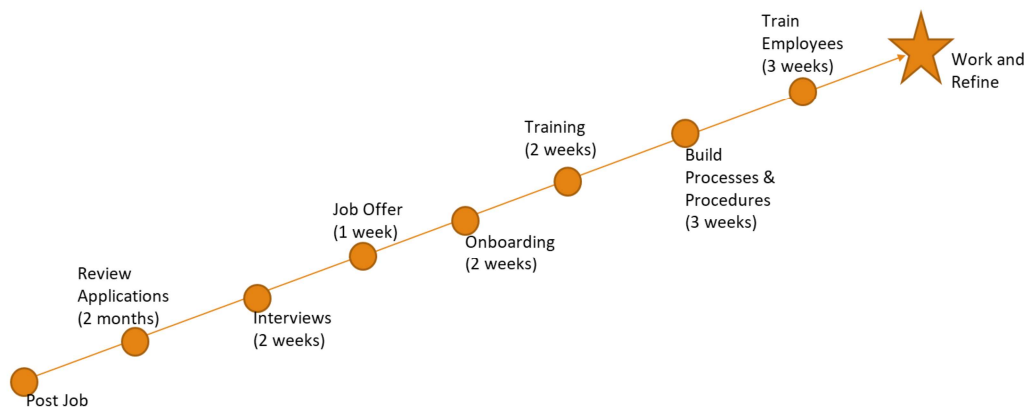 Post Job
Review
Applications
(2 months)
Interviews
(2 weeks)
Job Offer
(1 week)
Onboarding
(2 weeks)
Training
(2 weeks)
Build
Processes &
Procedures
(3 weeks)
Train
Employees
(3 weeks)
Work and
Refine